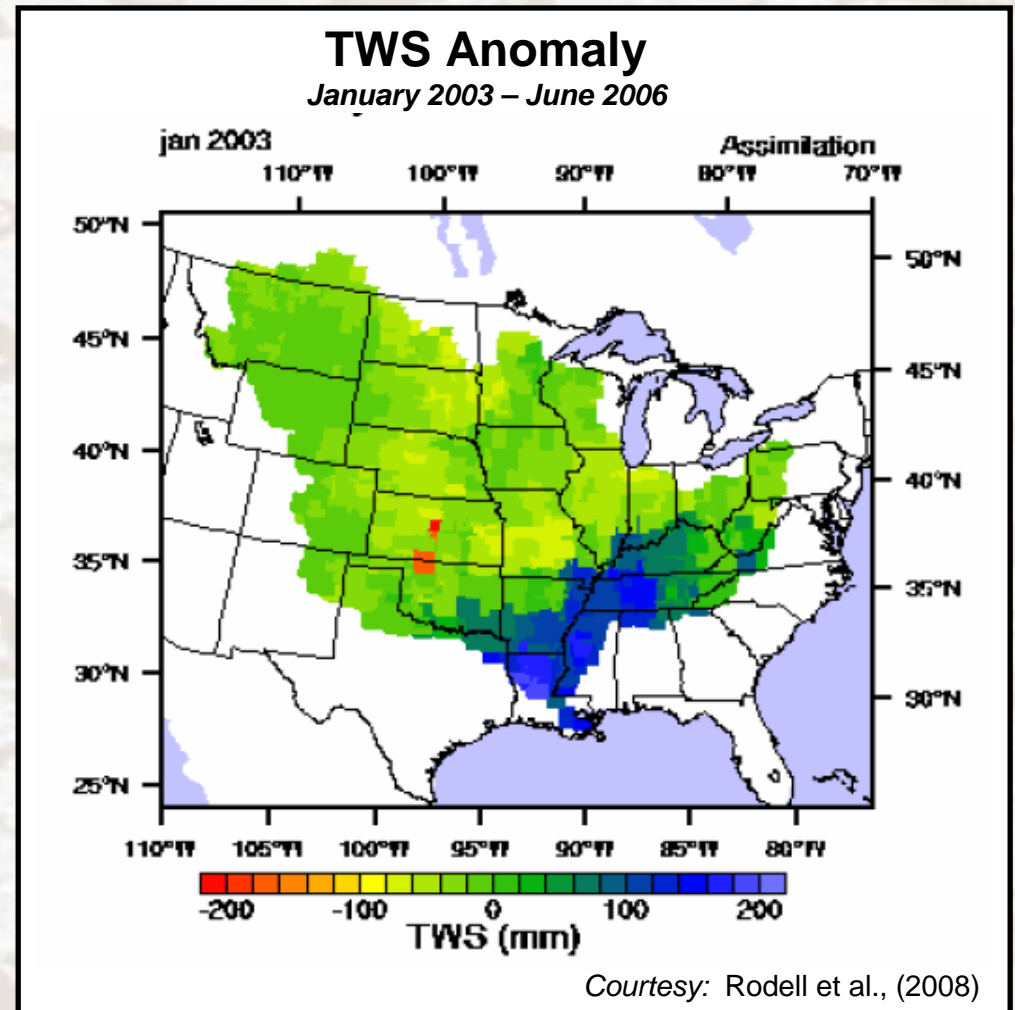 TWS Anomaly
January 2003 – June 2006
jan 2003 Assimilation
110°W 100°W 90°W 80°W 70°W
50°N 50°N
45°N 45°N
40°N 40°N
35°N 35°N
30°N 30°N
25°N
110°W 105°W 100°W 95°W 90°W 85°W 80°W
-200 -100 0 100 200
TWS (mm)
Courtesy: Rodell et al., (2008)